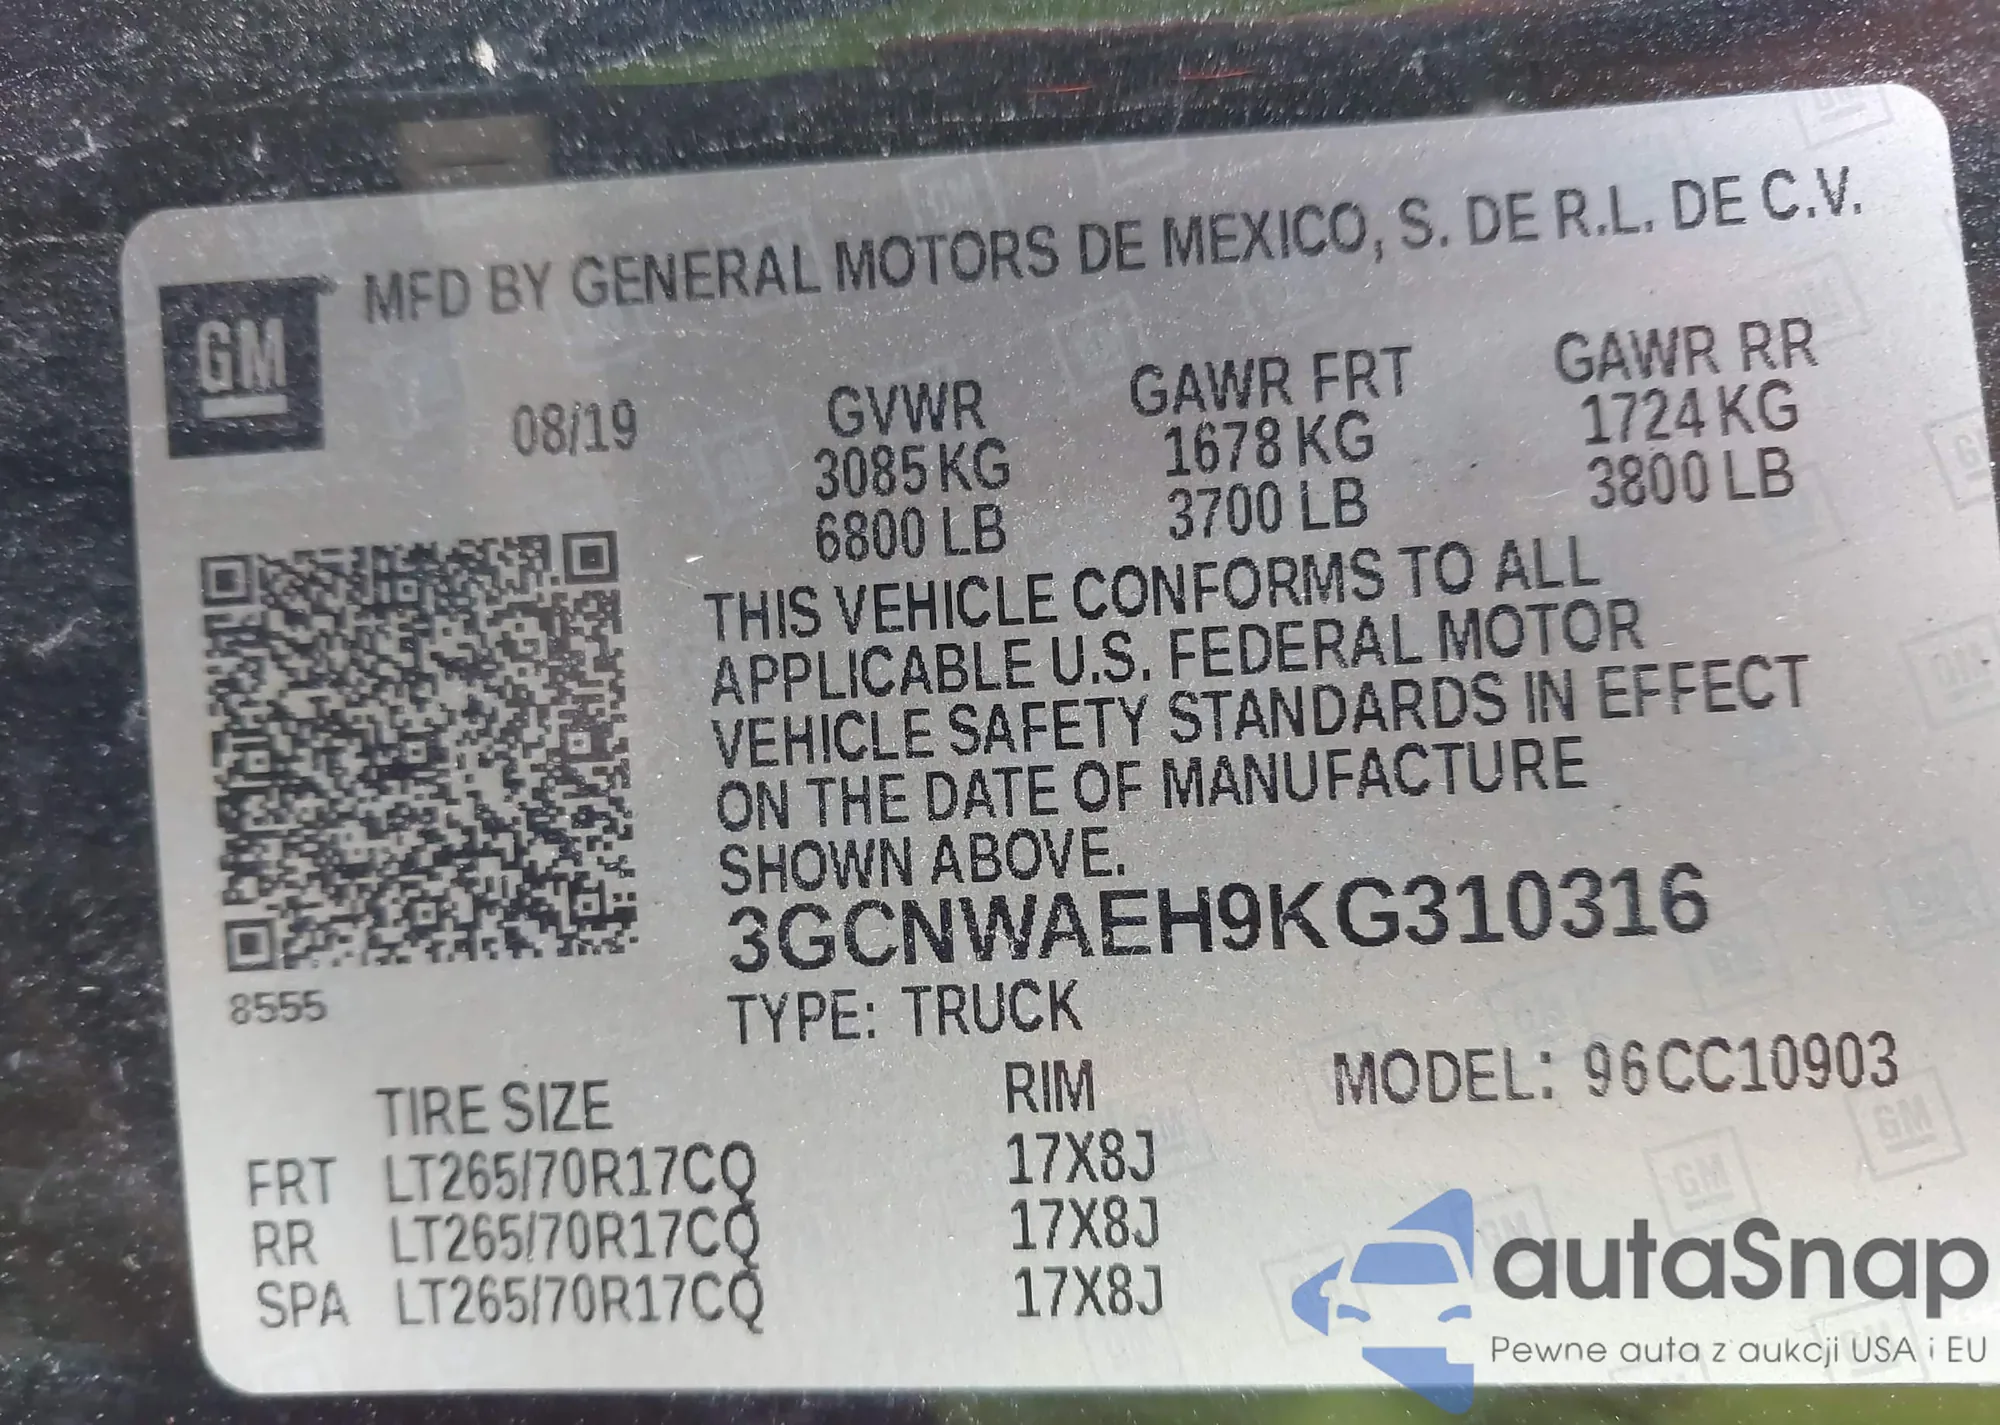 MFD BY GENERAL MOTORS DE MEXICO, S. DE R.L. DE C.V.
GM
08/19
GVWR GAWR FRT GAWR RR
3085 KG 1678 KG 1724 KG
6800 LB 3700 LB 3800 LB
THIS VEHICLE CONFORMS TO ALL
APPLICABLE U.S. FEDERAL MOTOR
VEHICLE SAFETY STANDARDS IN EFFECT
ON THE DATE OF MANUFACTURE
SHOWN ABOVE.
3GCNWAEH9KG310316
8555
TYPE: TRUCK
MODEL: 96CC10903
TIRE SIZE RIM
FRT LT265/70R17CQ 17X8J
RR LT265/70R17CQ 17X8J
SPA LT265/70R17CQ 17X8J
autaSnap
Pewne auta z aukcji USA i EU